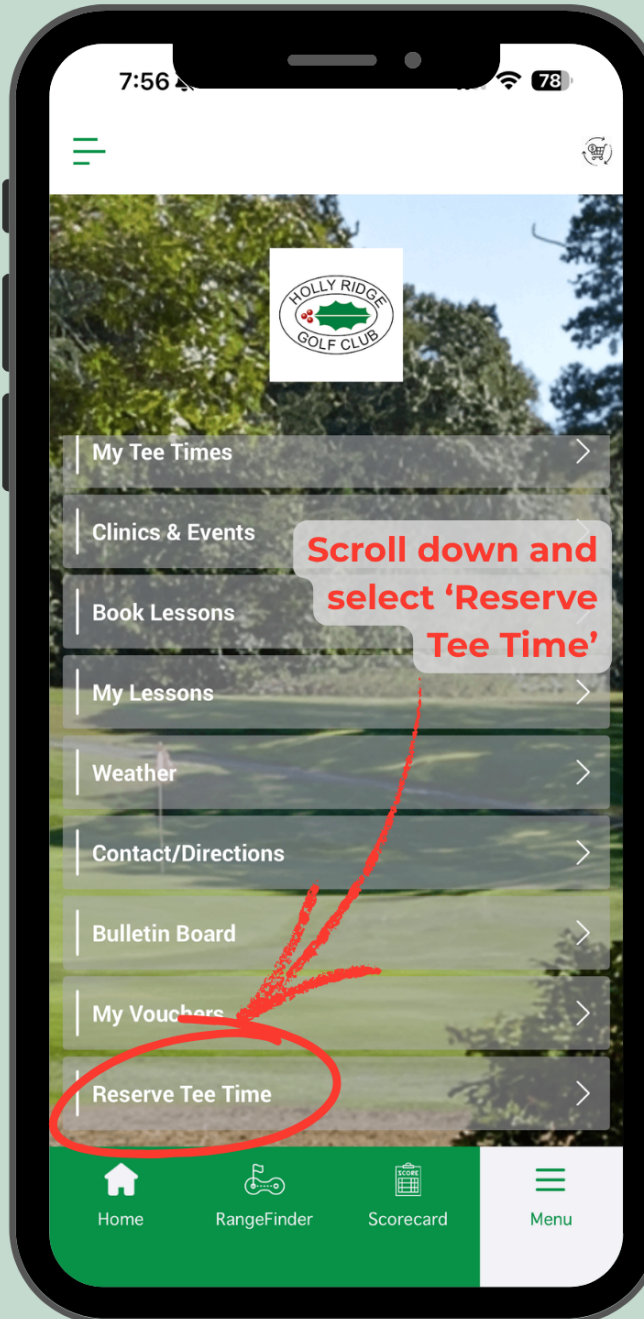 7:56
78
HOLLY RIDGE
GOLF CLUB
My Tee Times
Clinics & Events
Scroll down and
select ‘Reserve
Tee Time’
Book Lessons
My Lessons
Weather
Contact/Directions
Bulletin Board
My Vouchers
Reserve Tee Time
SCORE
Home
RangeFinder
Scorecard
Menu